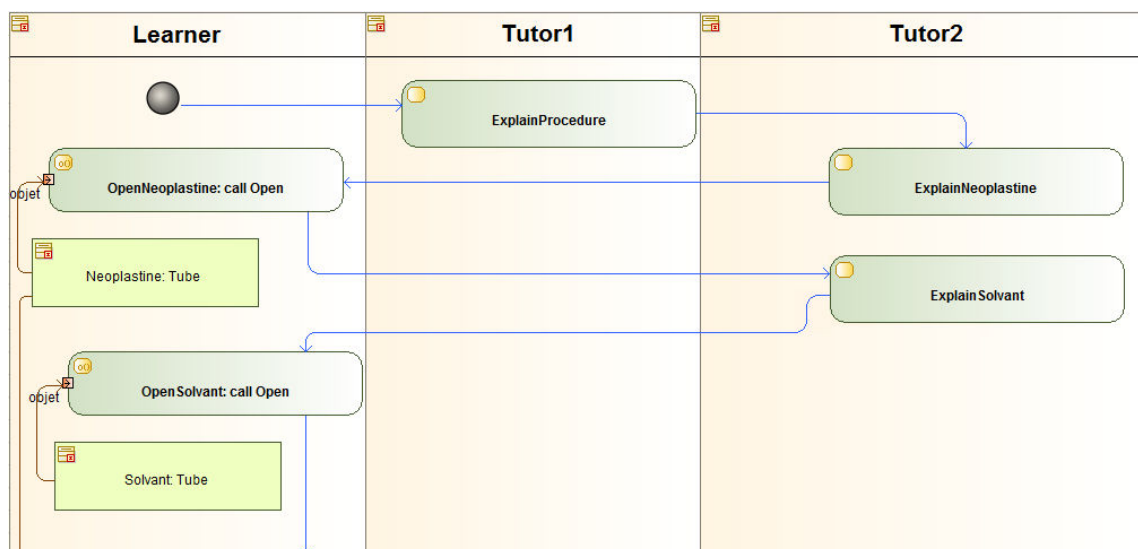 Learner
Tutor1
Tutor2
ExplainProcedure
OpenNeoplastine: call Open
ExplainNeoplastine
objet
Neoplastine: Tube
ExplainSolvant
OpenSolvant: call Open
objet
Solvant: Tube